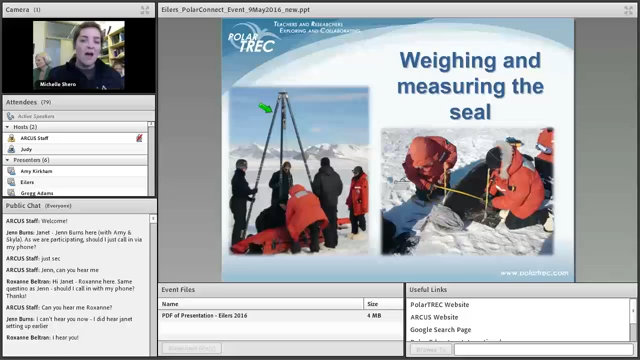 Camera (1)
Michelle Shero
Attendees (79)
Active Speakers
Hosts (2)
ARCUS Staff
Judy
Presenters (6)
Amy Kirkham
Eilers
Gregg Adams
Public Chat (Everyone)
ARCUS Staff: Welcome!
Jenn Burns: Janet - Jenn Burns here (with Amy &
Skyla). As we are participating, should I just call in via my
phone?
ARCUS Staff: just sec
ARCUS Staff: Jenn, can you hear me
Roxanne Beltran: Hi Janet - Roxanne here. Same
questino as Jenn - should I call in with my phone?
Thanks!
ARCUS Staff: Can you hear me Roxanne?
Jenn Burns: I can't hear you now - I did hear janet
setting up earlier
Roxanne Beltran: I hear you!
Eilers_PolarConnect_Event_9May2016_new.ppt
POLAR
TREC
TEACHERS AND RESEARCHERS
EXPLORING AND COLLABORATING
Weighing and
measuring the
seal
www.polartrec.com
Event Files
Name
Size
PDF of Presentation - Eilers 2016
4 MB
Useful Links
PolarTREC Website
ARCUS Website
Google Search Page